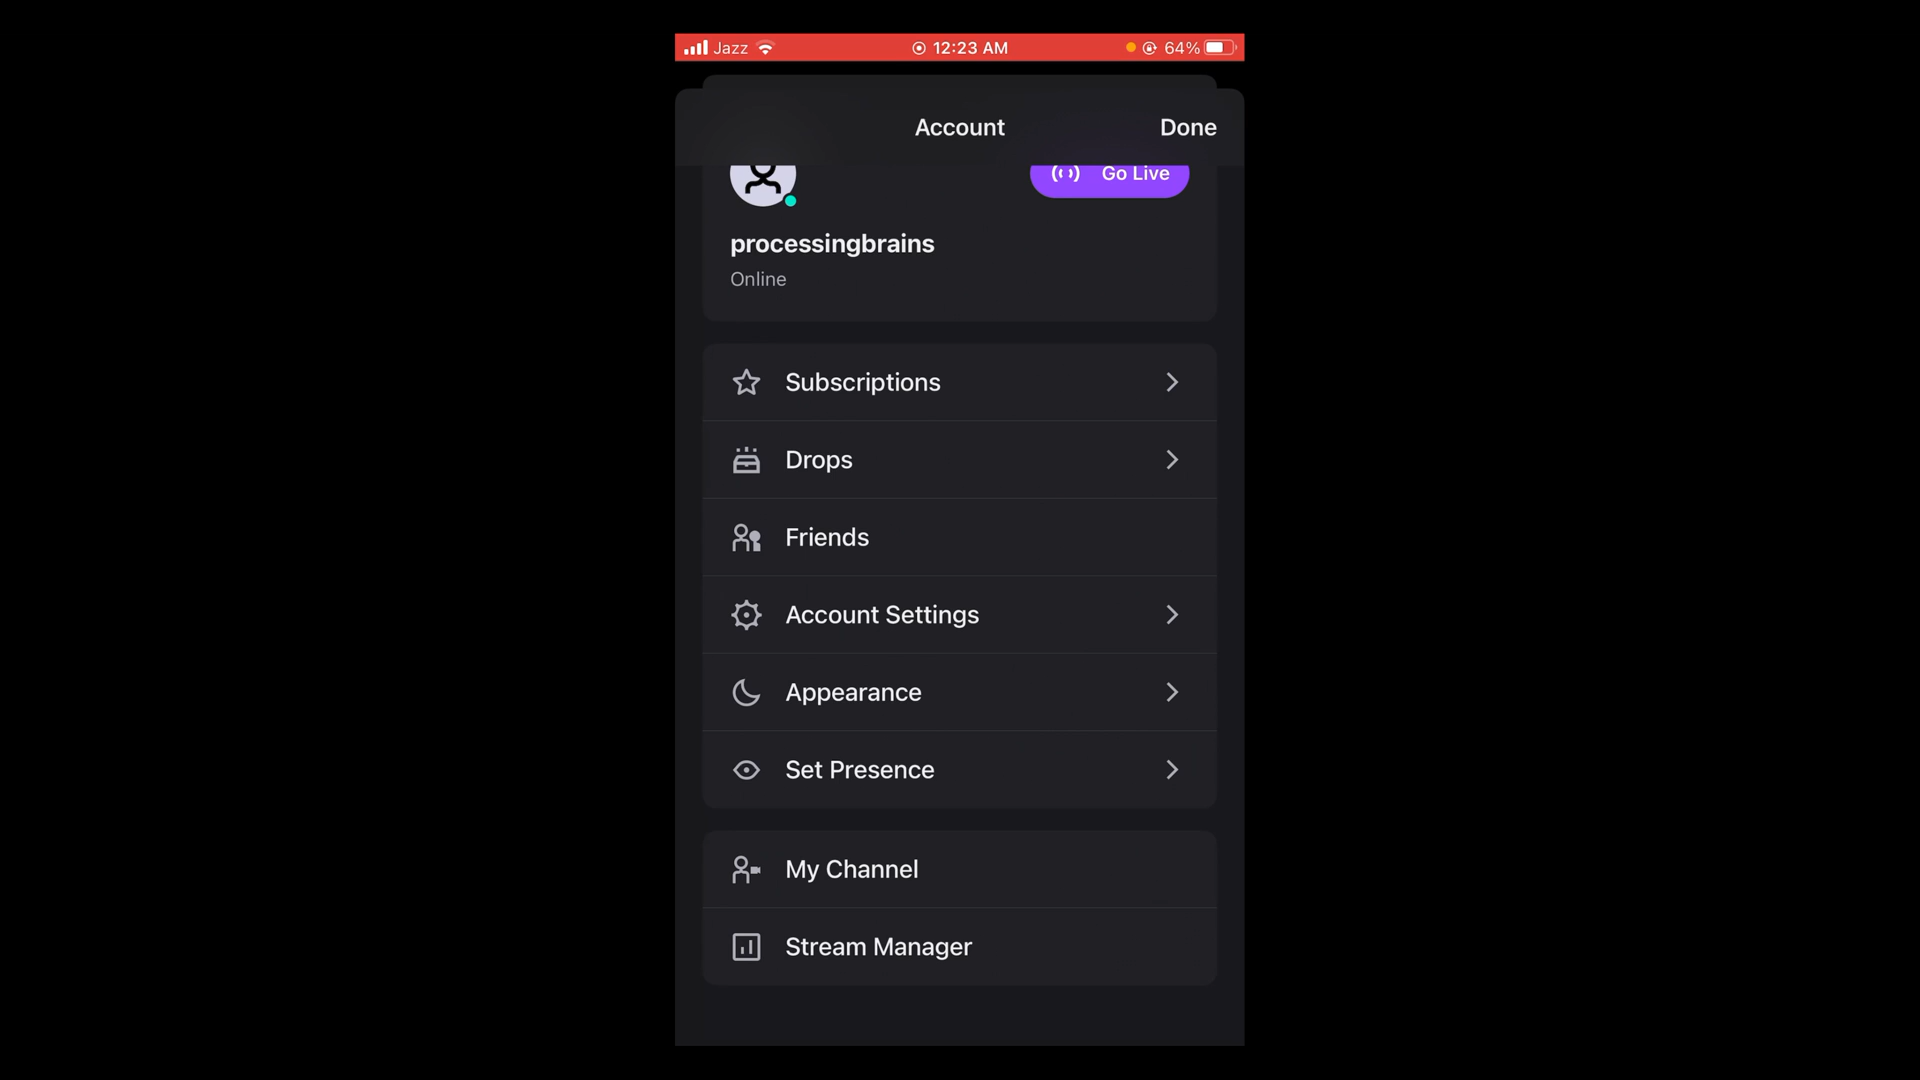 Jazz 12:23 AM 64%
Account Done
Go Live
processingbrains
Online
Subscriptions
Drops
Friends
Account Settings
Appearance
Set Presence
My Channel
Stream Manager